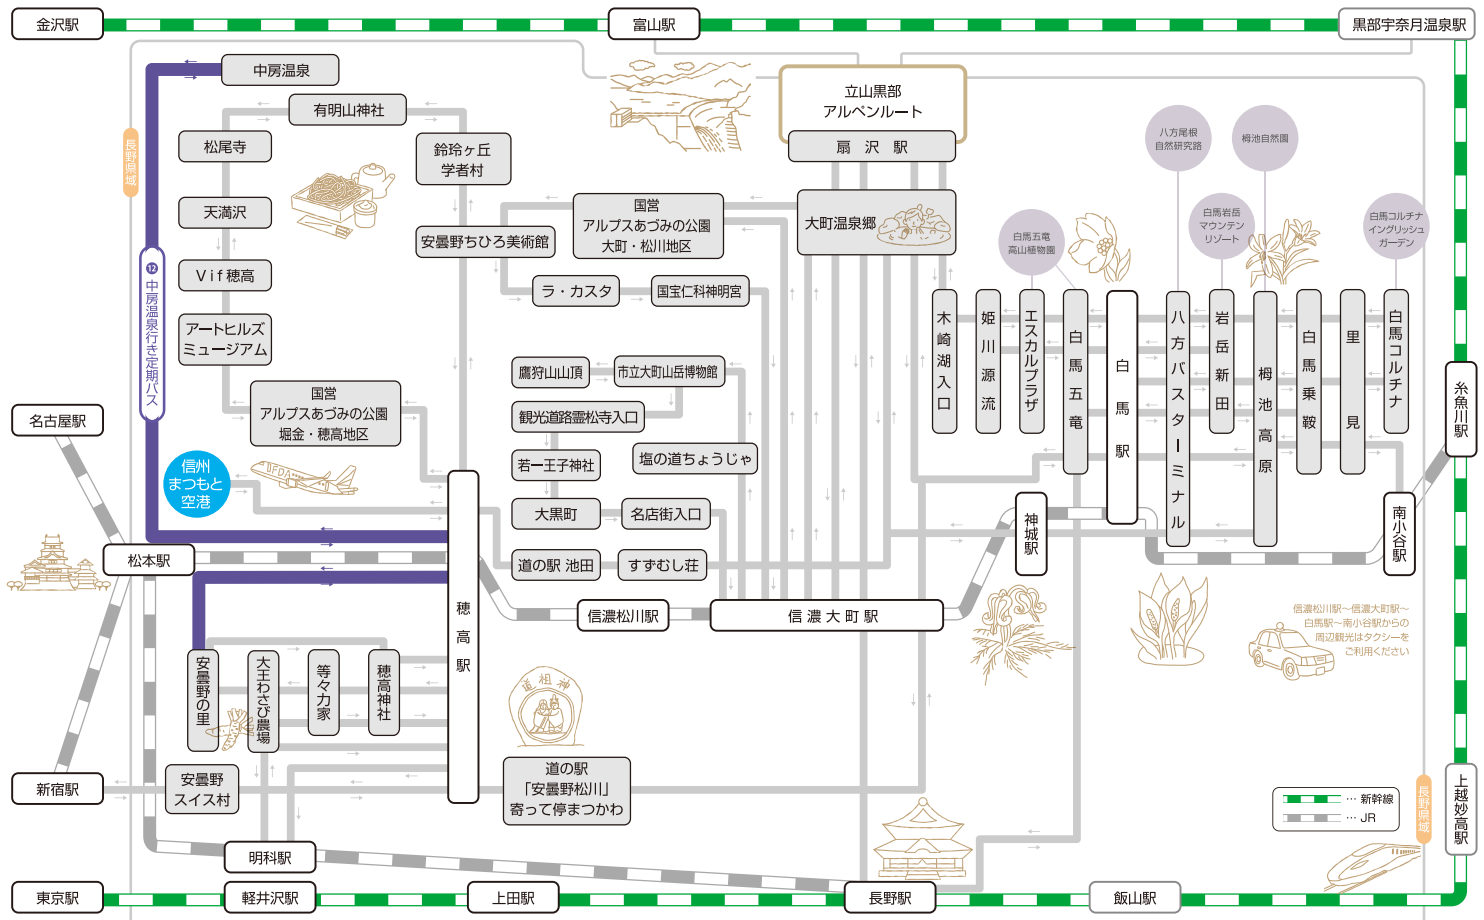 金沢駅
富山駅
黒部宇奈月温泉駅
中房温泉
有明山神社
松尾寺
鈴玲ヶ丘
学者村
長野県域
天満沢
Vif穂高
アートヒルズ
ミュージアム
⑫中房温泉行き定期バス
国営
アルプスあづみの公園
堀金・穂高地区
安曇野ちひろ美術館
国営
アルプスあづみの公園
大町・松川地区
ラ・カスタ
国宝仁科神明宮
立山黒部
アルペンルート
扇沢駅
大町温泉郷
八方尾根
自然研究路
栂池自然園
白馬五竜
高山植物園
白馬岩岳
マウンテン
リゾート
白馬コルチナ
イングリッシュ
ガーデン
木崎湖入口
姫川源流
エスカルプラザ
白馬五竜
白馬駅
八方バスターミナル
岩岳新田
栂池高原
白馬乗鞍
里見
白馬コルチナ
糸魚川駅
鷹狩山山頂
市立大町山岳博物館
観光道路霊松寺入口
若一王子神社
塩の道ちょうじゃ
大黒町
名店街入口
道の駅 池田
すずむし荘
名古屋駅
信州
まつもと
空港
FDA
松本駅
穂高駅
信濃松川駅
信濃大町駅
神城駅
南小谷駅
信濃松川駅〜信濃大町駅〜
白馬駅〜南小谷駅からの
周辺観光はタクシーを
ご利用ください
安曇野の里
大王わさび農場
等々力家
穂高神社
道祖神
新宿駅
安曇野
スイス村
道の駅
「安曇野松川」
寄って停まつかわ
明科駅
… 新幹線
… JR
長野県域
上越妙高駅
東京駅
軽井沢駅
上田駅
長野駅
飯山駅